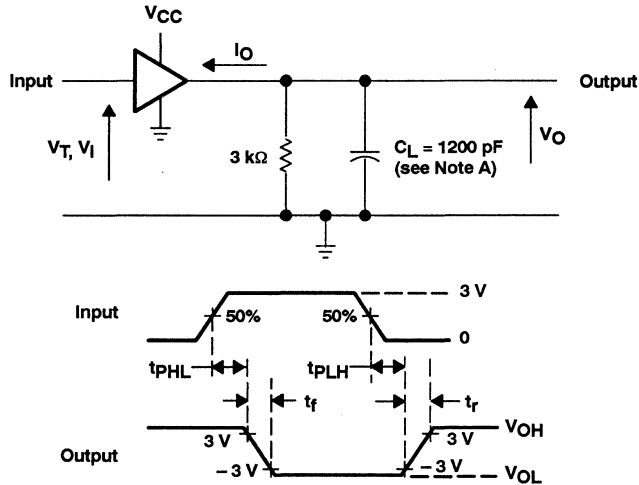 VCC
IO
Input
Output
VT, VI
3 kΩ
CL = 1200 pF
(see Note A)
VO
3 V
Input
50%
50%
0
tPHL
tPLH
tf
tr
3 V
3 V
VOH
Output
– 3 V
– 3 V
VOL